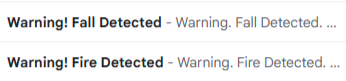 Warning! Fall Detected - Warning. Fall Detected. ...
Warning! Fire Detected - Warning. Fire Detected. ...